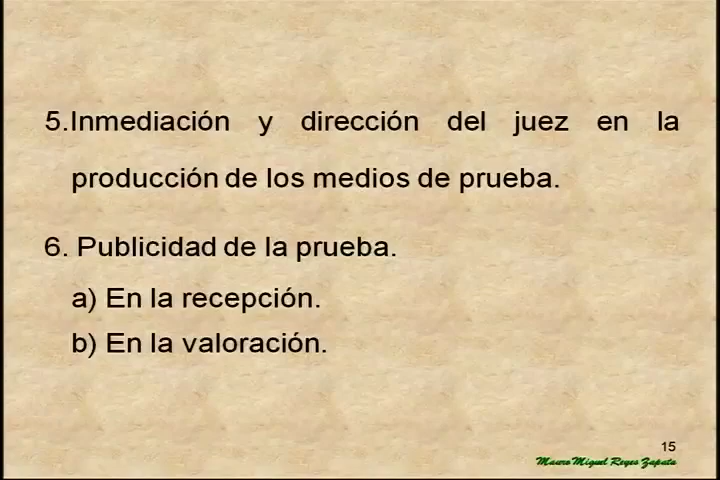 5.Inmediación y dirección del juez en la
producción de los medios de prueba.
6. Publicidad de la prueba.
a) En la recepción.
b) En la valoración.
15
Mauro Miguel Reyes Zapata